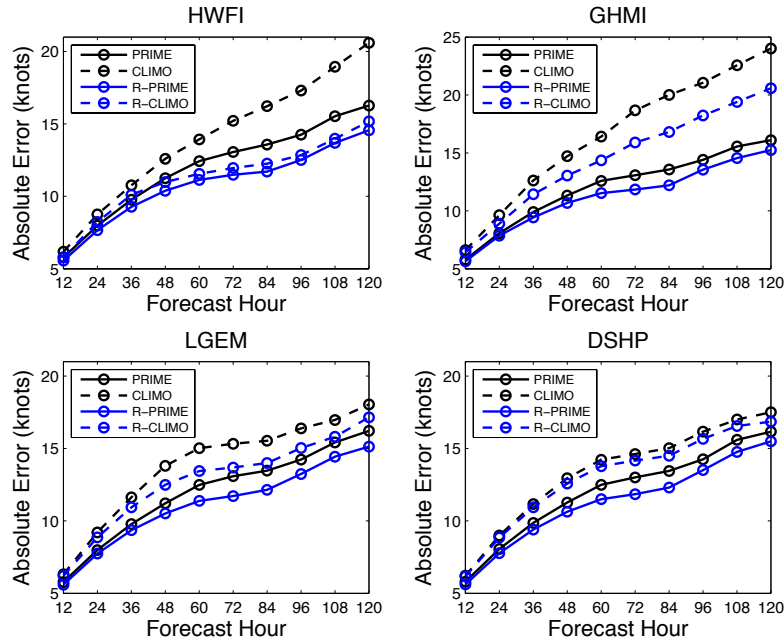 HWFI
Absolute Error (knots)
20
15
10
5
PRIME
CLIMO
R-PRIME
R-CLIMO
12 24 36 48 60 72 84 96 108 120
Forecast Hour
GHMI
Absolute Error (knots)
25
20
15
10
5
PRIME
CLIMO
R-PRIME
R-CLIMO
12 24 36 48 60 72 84 96 108 120
Forecast Hour
LGEM
Absolute Error (knots)
20
15
10
5
PRIME
CLIMO
R-PRIME
R-CLIMO
12 24 36 48 60 72 84 96 108 120
Forecast Hour
DSHP
Absolute Error (knots)
20
15
10
5
PRIME
CLIMO
R-PRIME
R-CLIMO
12 24 36 48 60 72 84 96 108 120
Forecast Hour